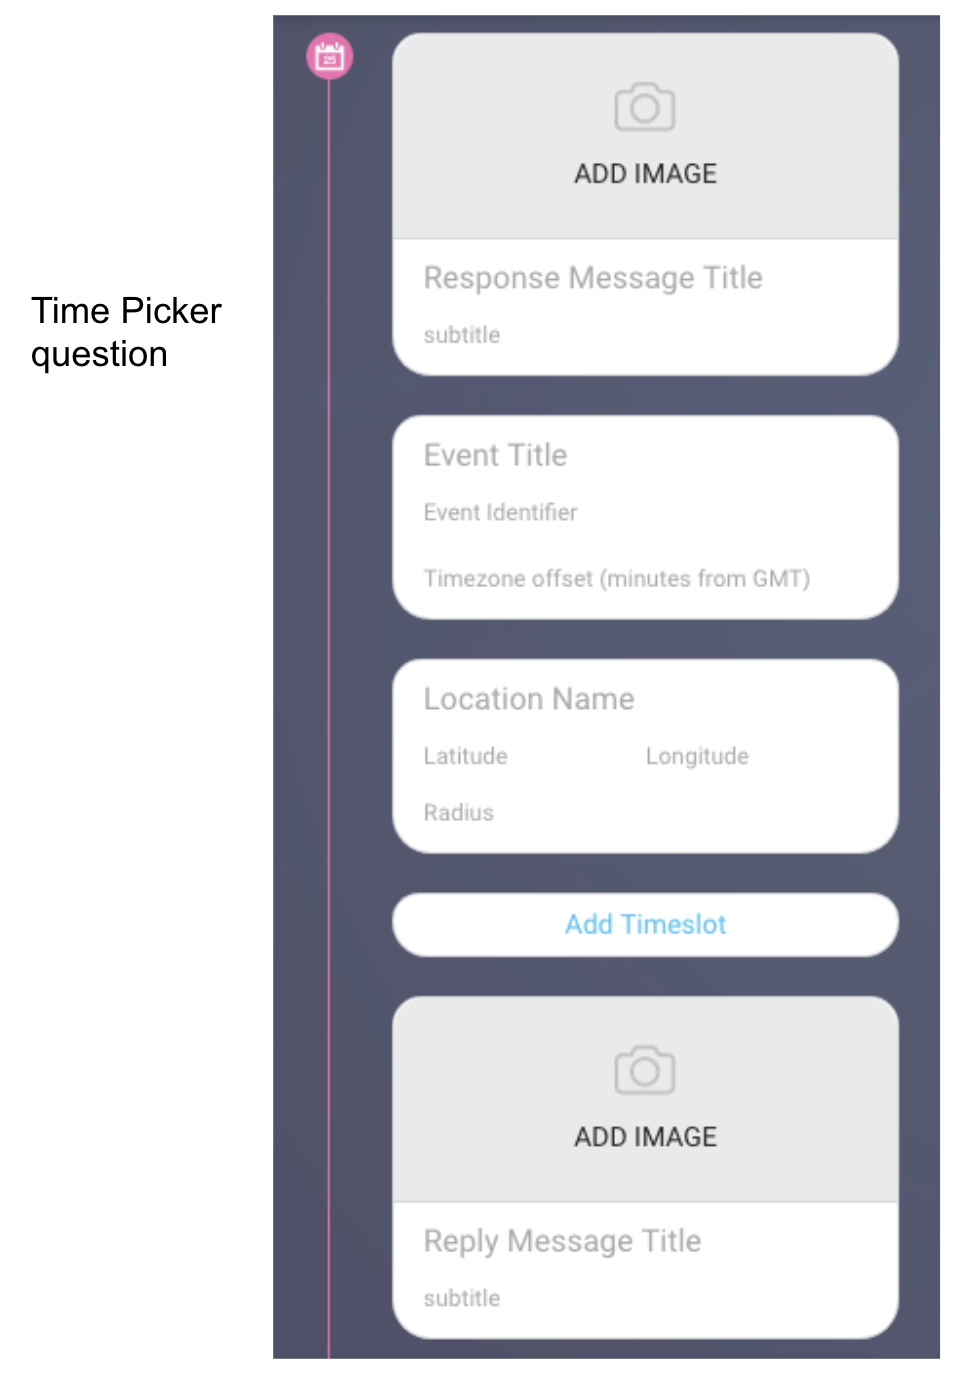 25
ADD IMAGE
Response Message Title
subtitle
Time Picker
question
Event Title
Event Identifier
Timezone offset (minutes from GMT)
Location Name
Latitude Longitude
Radius
Add Timeslot
ADD IMAGE
Reply Message Title
subtitle